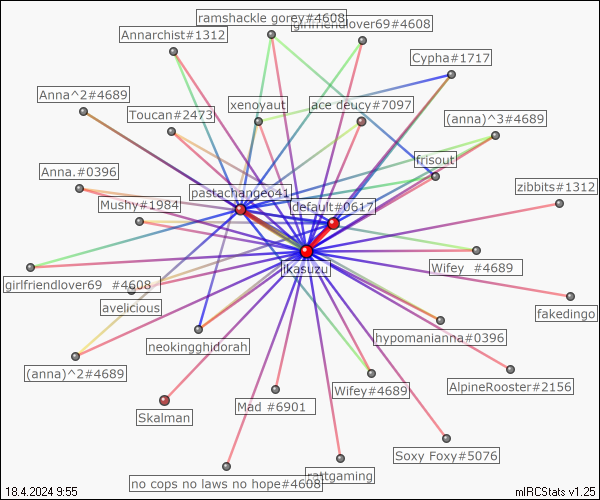 ramshackle gorey#4608
girlfriendlover69#4608
Annarchist#1312
Cypha#1717
Anna^2#4689
xenoyaut
ace deucy#7097
Toucan#2473
(anna)^3#4689
frisout
Anna.#0396
pastachangeo41
zibbits#1312
Mushy#1984
default#0617
ikasuzu
Wifey #4689
girlfriendlover69 #4608
avelicious
fakedingo
neokingghidorah
hypomanianna#0396
(anna)^2#4689
AlpineRooster#2156
Wifey#4689
Skalman
Mad #6901
Soxy Foxy#5076
rattgaming
no cops no laws no hope#4608
18.4.2024 9:55
mIRCStats v1.25